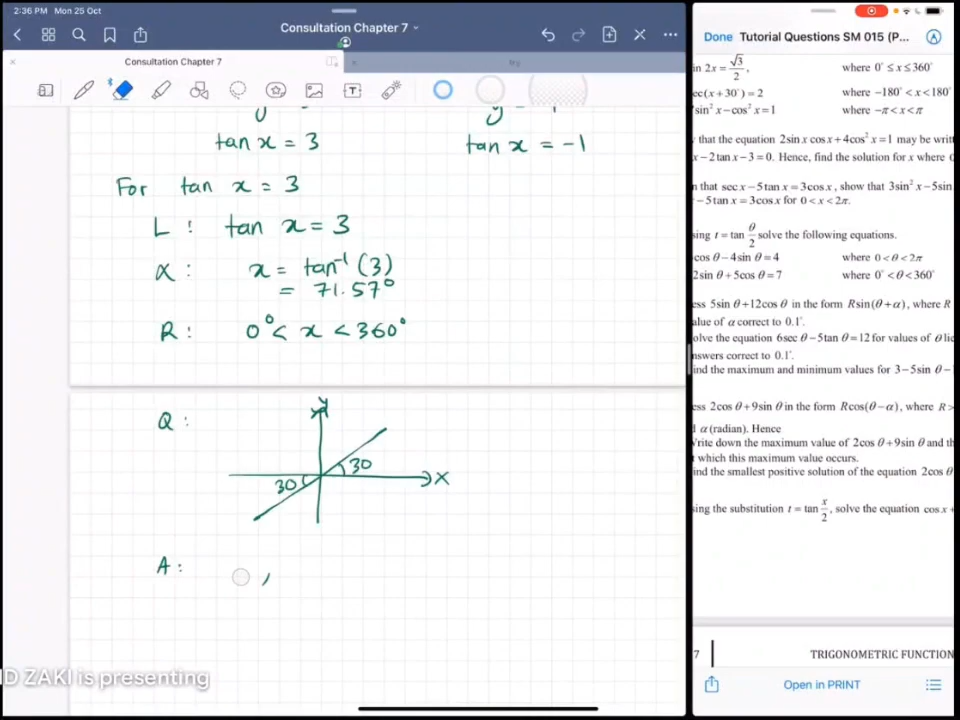 2:36 PM Mon 25 Oct
Consultation Chapter 7
Consultation Chapter 7
tan x = 3
tan x = -1
For tan x = 3
L : tan x = 3
α : x = tan⁻¹ (3)
= 71.57°
R : 0° < x < 360°
Q :
y
30
30
x
A :
D ZAKI is presenting
Done Tutorial Questions SM 015 (P...
in 2x = √3/2, where 0° ≤ x ≤ 360°
ec(x+30°) = 2 where −180° < x < 180°
sin² x − cos² x = 1 where −π < x < π
that the equation 2sin x cos x + 4cos² x = 1 may be writ
x − 2 tan x − 3 = 0. Hence, find the solution for x where
n that sec x − 5 tan x = 3cos x, show that 3sin² x − 5sin
− 5 tan x = 3cos x for 0 < x < 2π.
sing t = tan θ/2 solve the following equations.
cos θ − 4sin θ = 4 where 0 < θ < 2π
2sin θ + 5cos θ = 7 where 0° < θ < 360°
ess 5sin θ + 12cos θ in the form R sin(θ + α), where R
alue of α correct to 0.1°.
olve the equation 6sec θ − 5 tan θ = 12 for values of θ lie
nswers correct to 0.1°.
ind the maximum and minimum values for 3 − 5sin θ −
ess 2cos θ + 9sin θ in the form R cos(θ − α), where R >
α (radian). Hence
Write down the maximum value of 2cos θ + 9sin θ and th
which this maximum value occurs.
ind the smallest positive solution of the equation 2cos θ
sing the substitution t = tan x/2, solve the equation cos x +
7 TRIGONOMETRIC FUNCTION
Open in PRINT